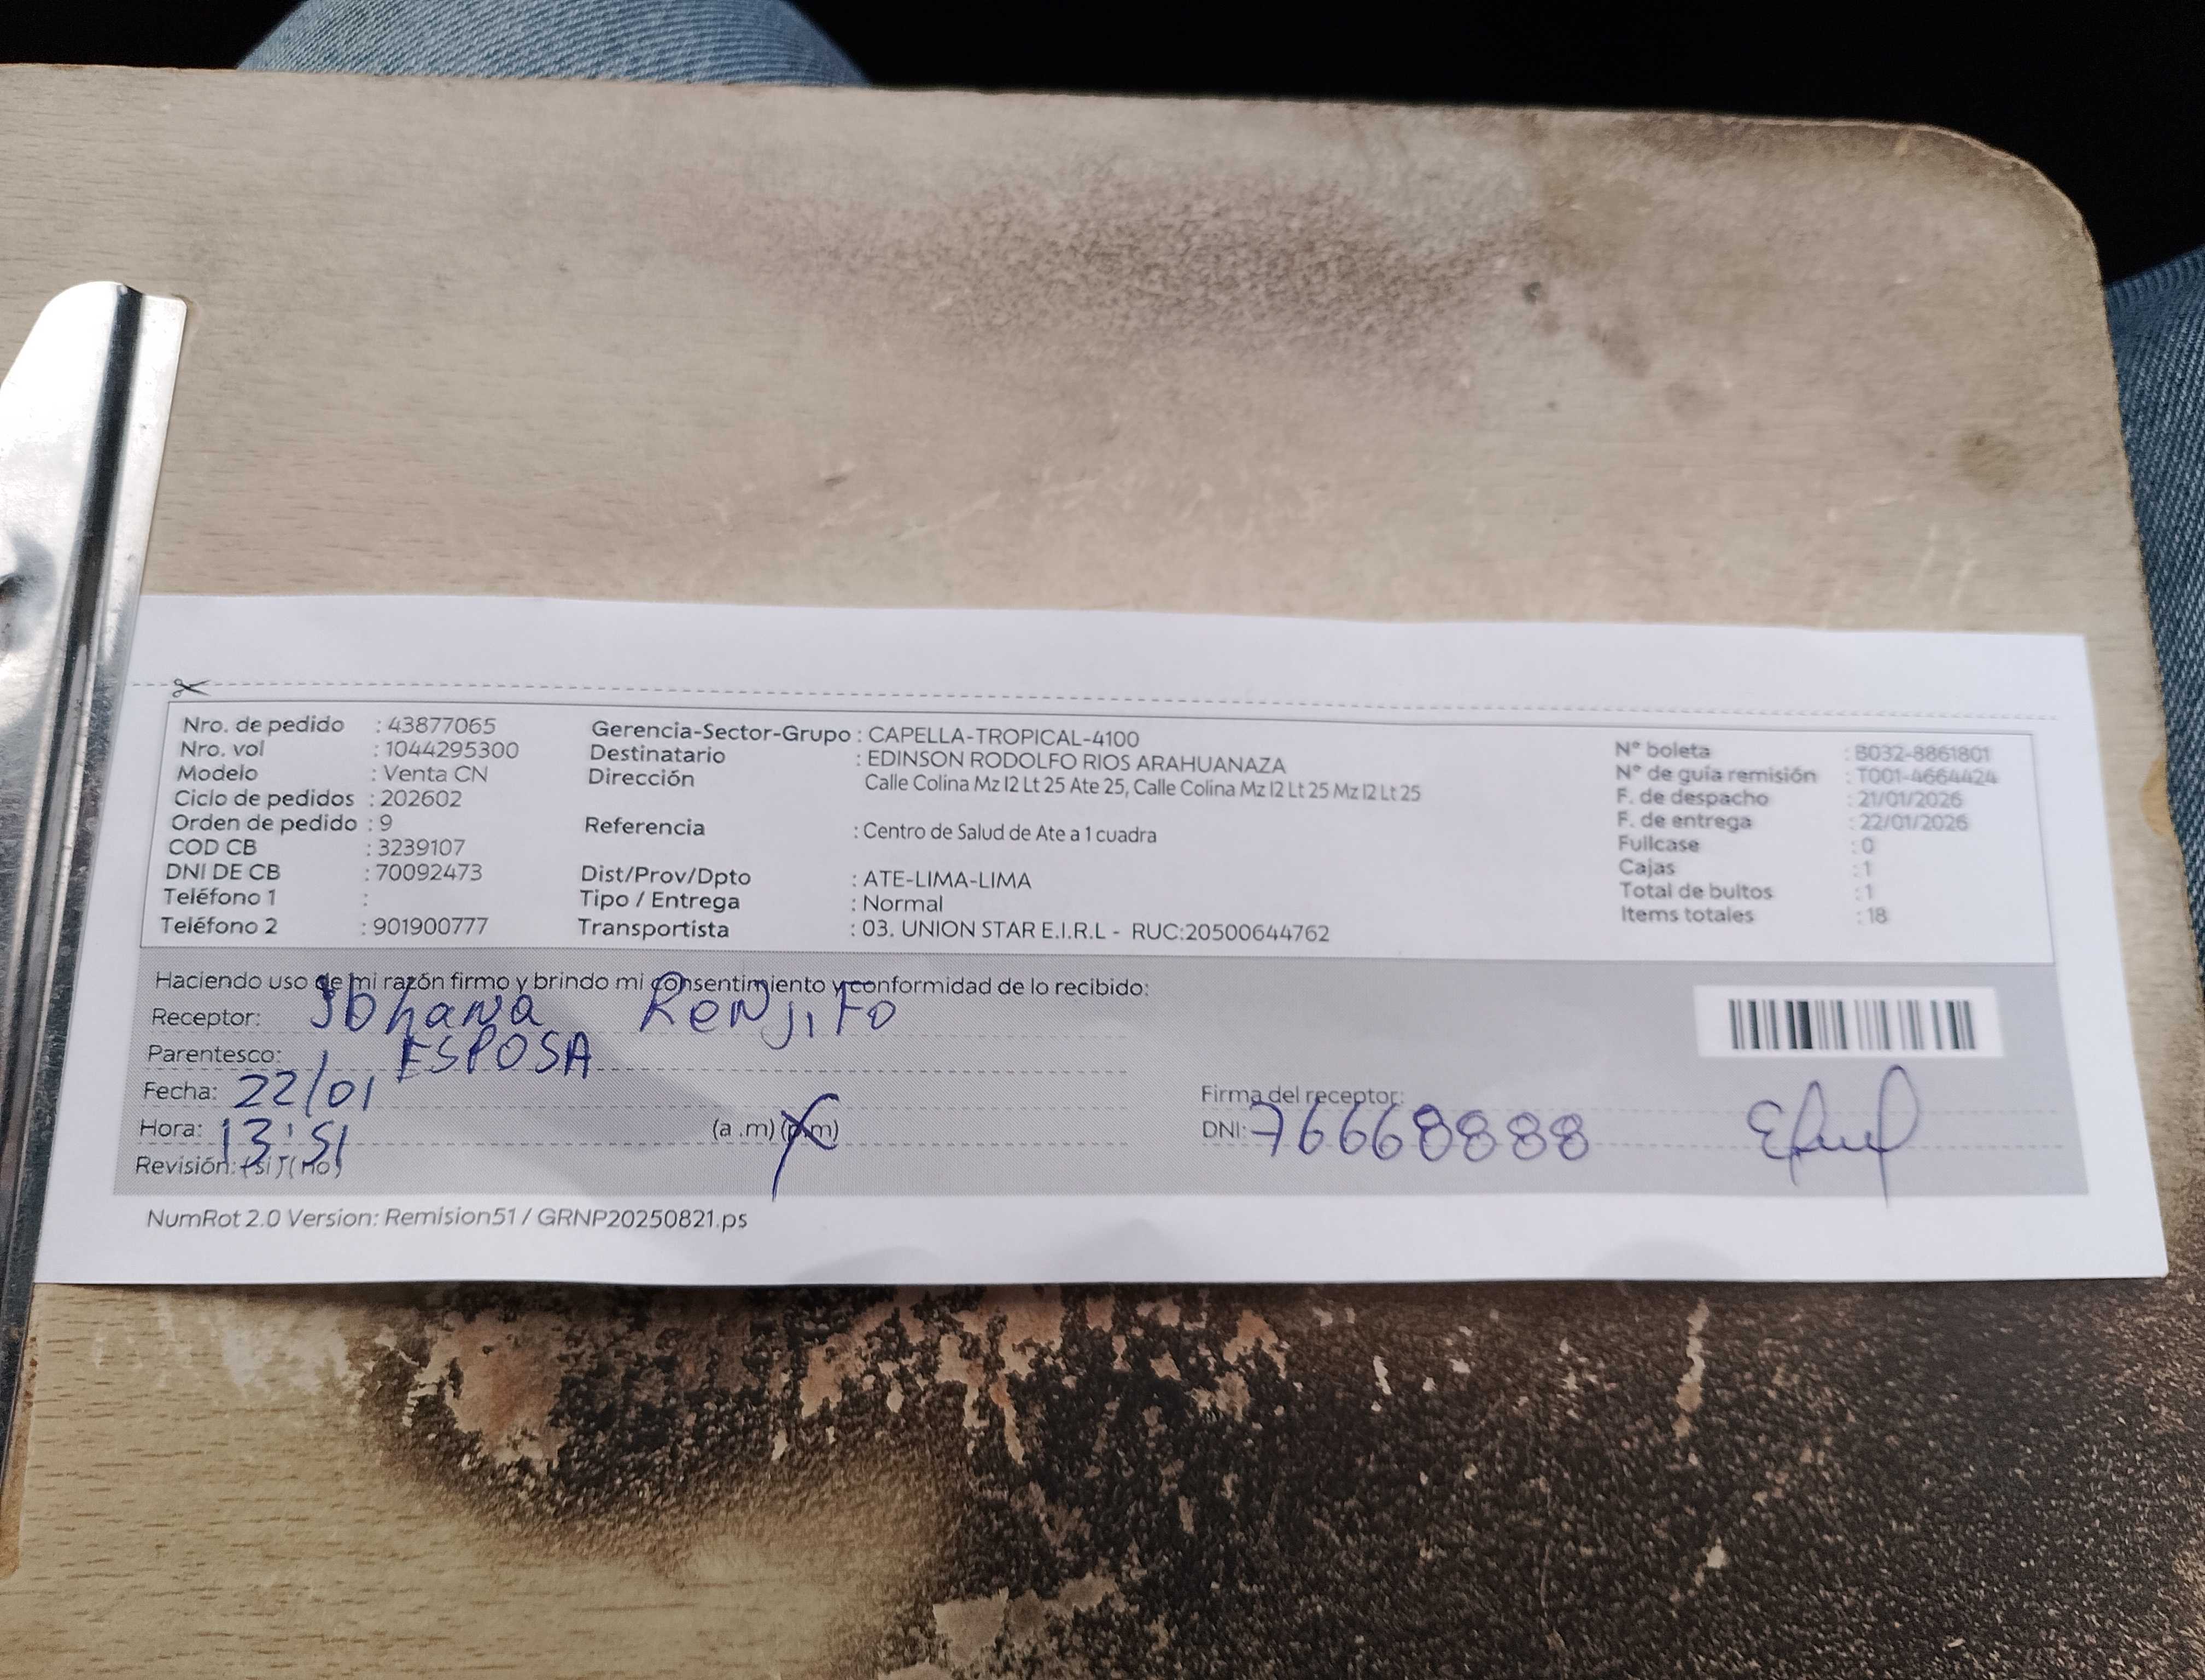 Nro. de pedido : 43877065
Nro. vol : 1044295300
Modelo : Venta CN
Ciclo de pedidos : 202602
Orden de pedido : 9
COD CB : 3239107
DNI DE CB : 70092473
Teléfono 1 :
Teléfono 2 : 901900777
Gerencia-Sector-Grupo : CAPELLA-TROPICAL-4100
Destinatario : EDINSON RODOLFO RIOS ARAHUANAZA
Dirección Calle Colina Mz I2 Lt 25 Ate 25, Calle Colina Mz I2 Lt 25 Mz I2 Lt 25
Referencia : Centro de Salud de Ate a 1 cuadra
Dist/Prov/Dpto : ATE-LIMA-LIMA
Tipo / Entrega : Normal
Transportista : 03. UNION STAR E.I.R.L - RUC:20500644762
N° boleta : B032-8861801
N° de guía remisión : T001-4664424
F. de despacho : 21/01/2026
F. de entrega : 22/01/2026
Fullcase : 0
Cajas : 1
Total de bultos : 1
Items totales : 18
Haciendo uso de mi razón firmo y brindo mi consentimiento y conformidad de lo recibido:
Receptor: Johana Renjifo
Parentesco: ESPOSA
Fecha: 22/01
Hora: 13:51 (a .m) (p.m)
Revisión: (si) (no)
Firma del receptor:
DNI: 76668888
NumRot 2.0 Version: Remision51 / GRNP20250821.ps